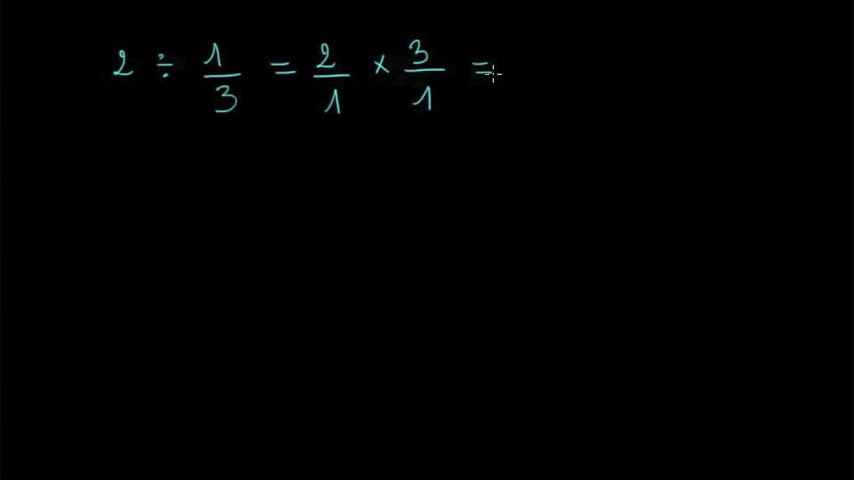 2 ÷ 1/3 = 2/1 × 3/1 =